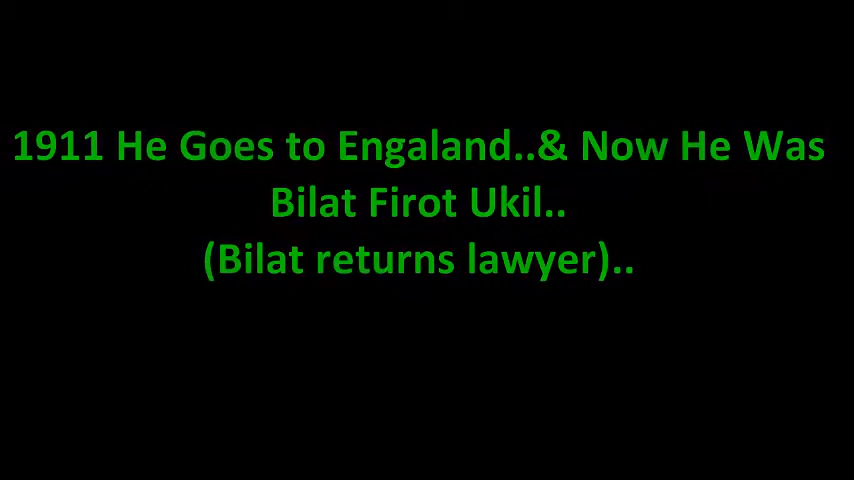 1911 He Goes to Engaland..& Now He Was
Bilat Firot Ukil..
(Bilat returns lawyer)..